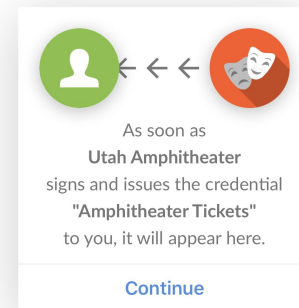 As soon as
Utah Amphitheater
signs and issues the credential
"Amphitheater Tickets"
to you, it will appear here.
Continue